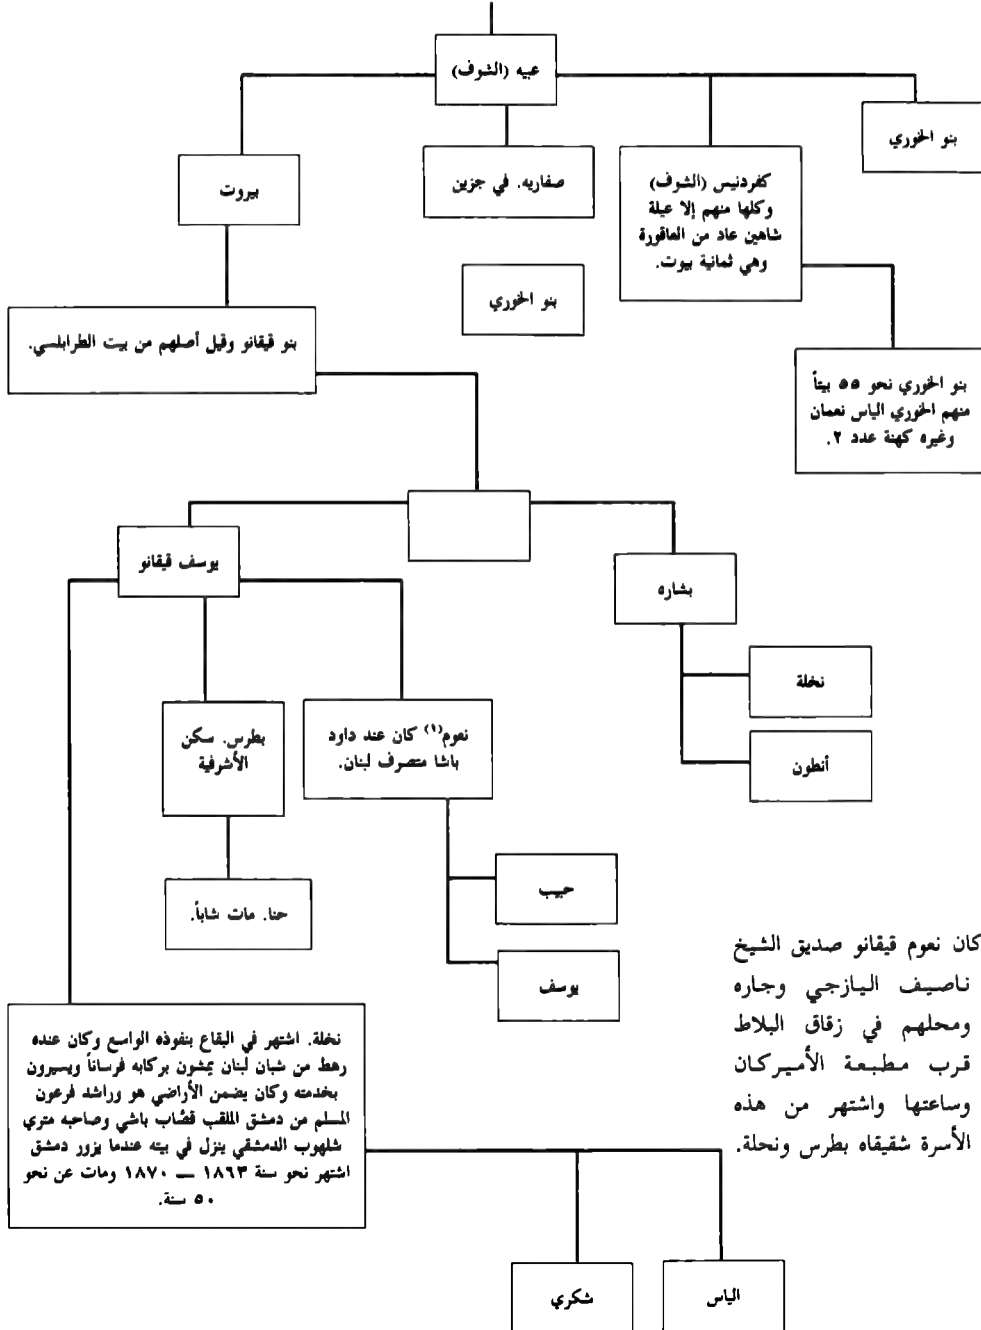 عبيه (الشوف)
بنو الخوري
كفردنيس (الشوف)
وكلها منهم إلا عيلة
شاهين عاد من العاقورة
وهي ثمانية بيوت.
صفاريه. في جزين
بيروت
بنو الخوري
بنو قيقانو وقيل أصلهم من بيت الطرابلسي.
بنو الخوري نحو ٥٥ بيتاً
منهم الخوري الياس نعمان
وغيره كهنة عدد ٢.
يوسف قيقانو
بشاره
نخلة
أنطون
نعوم(١) كان عند داود
باشا متصرف لبنان.
بطرس. سكن
الأشرفية
حبيب
يوسف
حنا. مات شاباً.
كان نعوم قيقانو صديق الشيخ
ناصيف اليازجي وجاره
ومحلهم في زقاق البلاط
قرب مطبعة الأميركان
وساعتها واشتهر من هذه
الأسرة شقيقاه بطرس ونحلة.
نخلة. اشتهر في البقاع بنفوذه الواسع وكان عنده
رهط من شبان لبنان يمشون بركابه فرساناً ويسيرون
بخدمته وكان يضمن الأراضي هو وراشد فرعون
المسلم من دمشق الملقب قصّاب باشي وصاحبه متري
شلهوب الدمشقي ينزل في بيته عندما يزور دمشق
اشتهر نحو سنة ١٨٦٣ — ١٨٧٠ ومات عن نحو
٥٠ سنة.
الياس
شكري